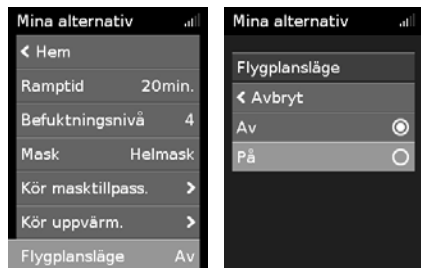 Mina alternativ
< Hem
Ramptid 20min.
Befuktningsnivå 4
Mask Helmask
Kör masktillpass. >
Kör uppvärm. >
Flygplansläge Av
Mina alternativ
Flygplansläge
< Avbryt
Av
På